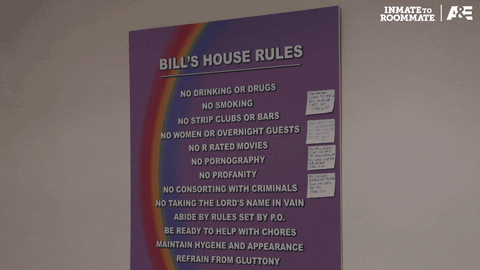 INMATE TO
ROOMMATE
A&E
BILL'S HOUSE RULES
NO DRINKING OR DRUGS
NO SMOKING
NO STRIP CLUBS OR BARS
NO WOMEN OR OVERNIGHT GUESTS
NO R RATED MOVIES
NO PORNOGRAPHY
NO PROFANITY
NO CONSORTING WITH CRIMINALS
NO TAKING THE LORD'S NAME IN VAIN
ABIDE BY RULES SET BY P.O.
BE READY TO HELP WITH CHORES
MAINTAIN HYGENE AND APPEARANCE
REFRAIN FROM GLUTTONY